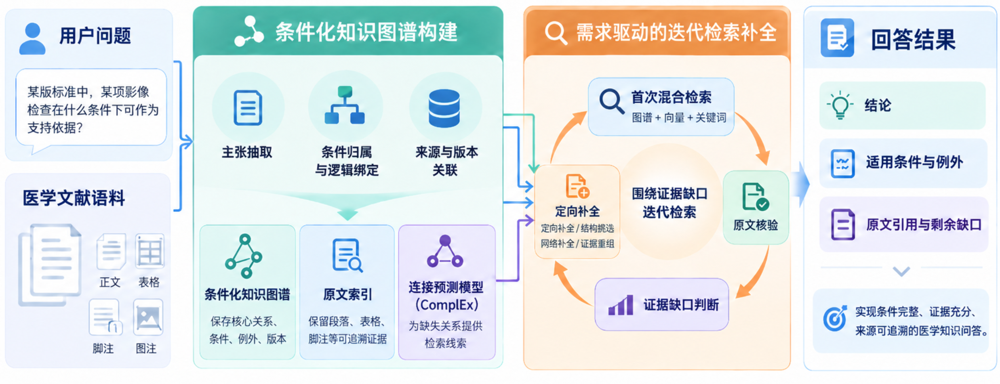 用户问题
某版标准中，某项影像
检查在什么条件下可作为
支持依据？
医学文献语料
正文
表格
脚注
图注
条件化知识图谱构建
主张抽取
条件归属
与逻辑绑定
来源与版本
关联
条件化知识图谱
保存核心关系、
条件、例外、版本
原文索引
保留段落、表格、
脚注等可追溯证据
连接预测模型
（ComplEx）
为缺失关系提供
检索线索
需求驱动的迭代检索补全
首次混合检索
图谱 + 向量 + 关键词
定向补全
定向补全 / 结构挑选
网络补全 / 证据重组
围绕证据缺口
迭代检索
原文核验
证据缺口判断
回答结果
结论
适用条件与例外
原文引用与剩余缺口
实现条件完整、证据充分、
来源可追溯的医学知识问答。